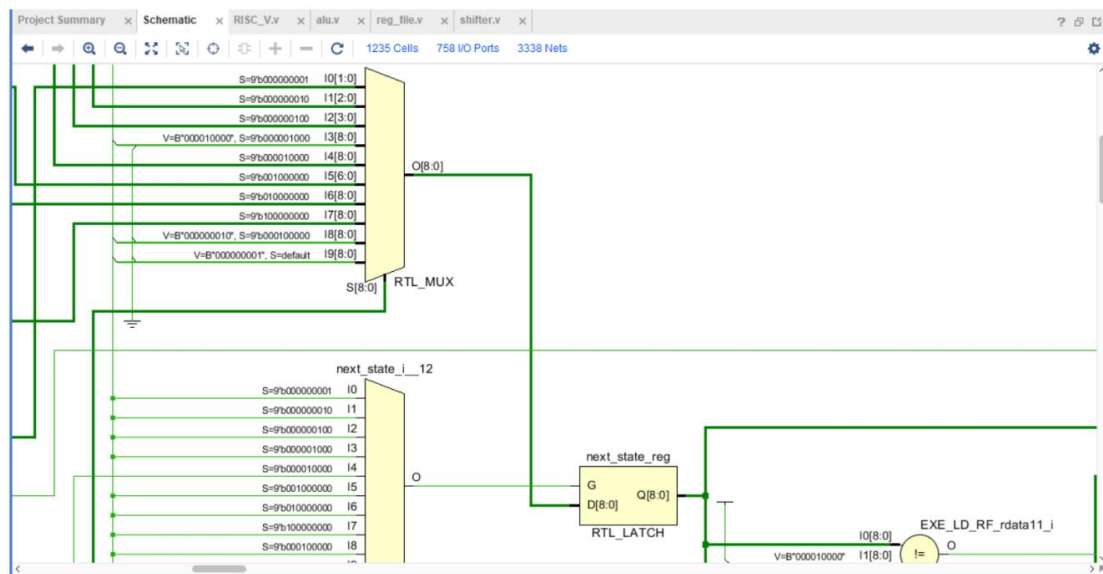 Project Summary × Schematic × RISC_V.v × alu.v × reg_file.v × shifter.v ×
1235 Cells 758 I/O Ports 3338 Nets
S=9'b000000001 I0[1:0]
S=9'b000000010 I1[2:0]
S=9'b000000100 I2[3:0]
V=B"000010000", S=9'b000001000 I3[8:0]
S=9'b000010000 I4[8:0]
S=9'b001000000 I5[6:0]
S=9'b010000000 I6[8:0]
S=9'b100000000 I7[8:0]
V=B"000000010", S=9'b000100000 I8[8:0]
V=B"000000001", S=default I9[8:0]
O[8:0]
S[8:0] RTL_MUX
next_state_i__12
S=9'b000000001 I0
S=9'b000000010 I1
S=9'b000000100 I2
S=9'b000001000 I3
S=9'b000010000 I4
S=9'b001000000 I5
S=9'b010000000 I6
S=9'b100000000 I7
S=9'b000100000 I8
O
next_state_reg
G
D[8:0]
Q[8:0]
RTL_LATCH
EXE_LD_RF_rdata11_i
I0[8:0]
V=B"000010000" I1[8:0]
!=
O